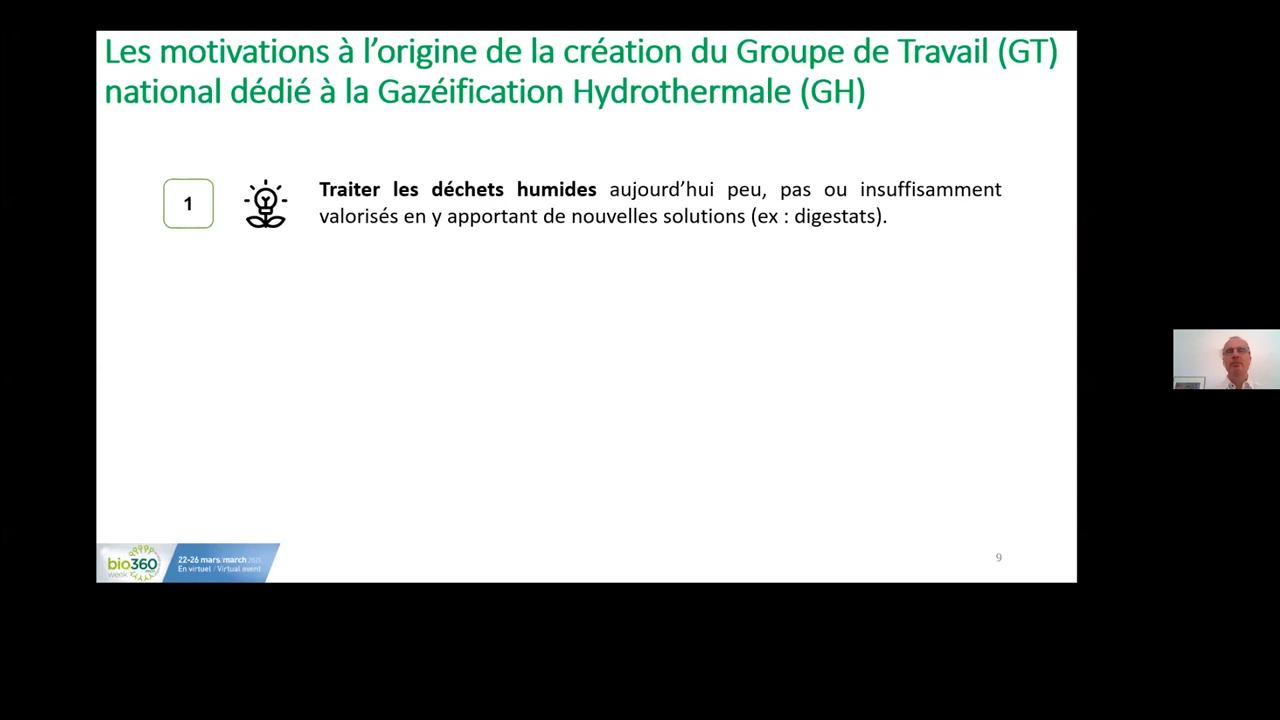 Les motivations à l’origine de la création du Groupe de Travail (GT)
national dédié à la Gazéification Hydrothermale (GH)
1
Traiter les déchets humides aujourd’hui peu, pas ou insuffisamment
valorisés en y apportant de nouvelles solutions (ex : digestats).
bio360
week
22-26 mars/march
En virtuel / Virtual event
9